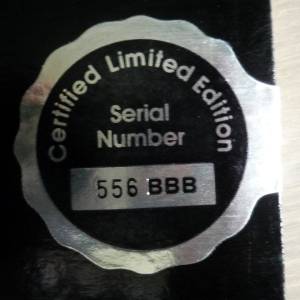 Certified Limited Edition
Serial
Number
556 BBB